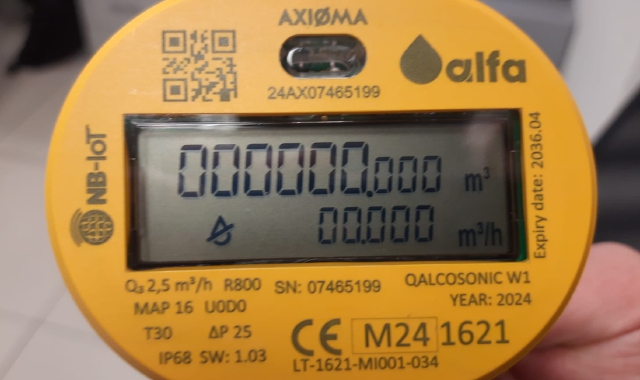 AXIØMA
alfa
24AX07465199
NB-IoT
000000,000 m³
00.000 m³/h
Expiry date: 2036.04
Q₃ 2,5 m³/h R800
SN: 07465199
QALCOSONIC W1
MAP 16 U0D0
YEAR: 2024
T30 ΔP 25
CE M24 1621
IP68 SW: 1.03
LT-1621-MI001-034